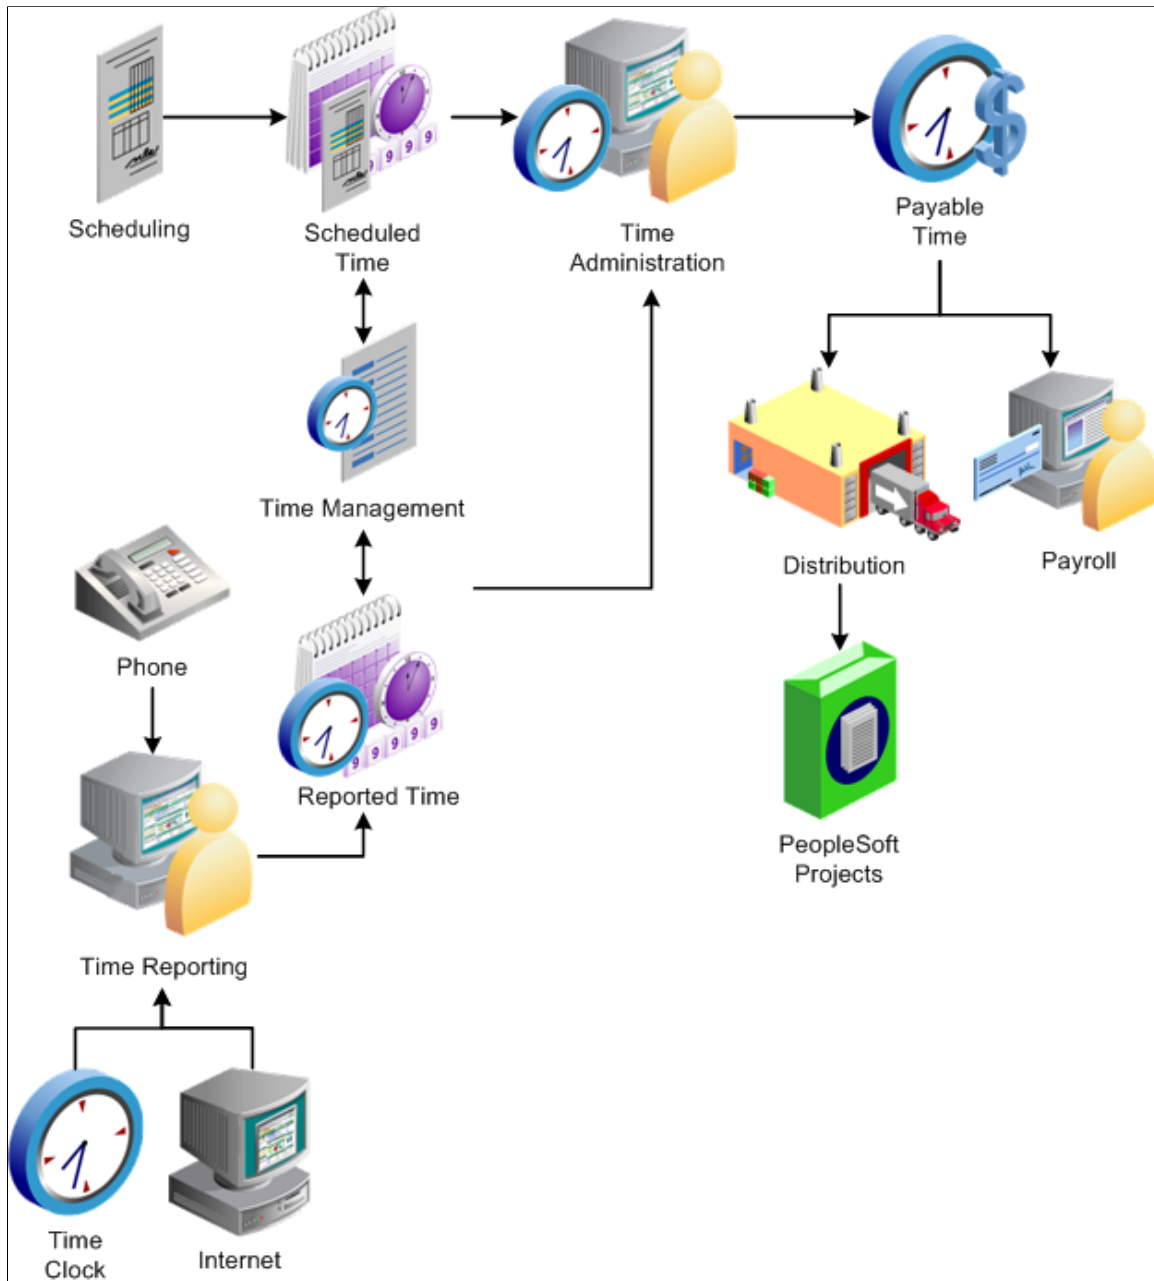 Scheduling
Scheduled
Time
Time
Administration
Payable
Time
Time Management
Distribution
Payroll
Phone
Reported Time
PeopleSoft
Projects
Time Reporting
Time
Clock
Internet